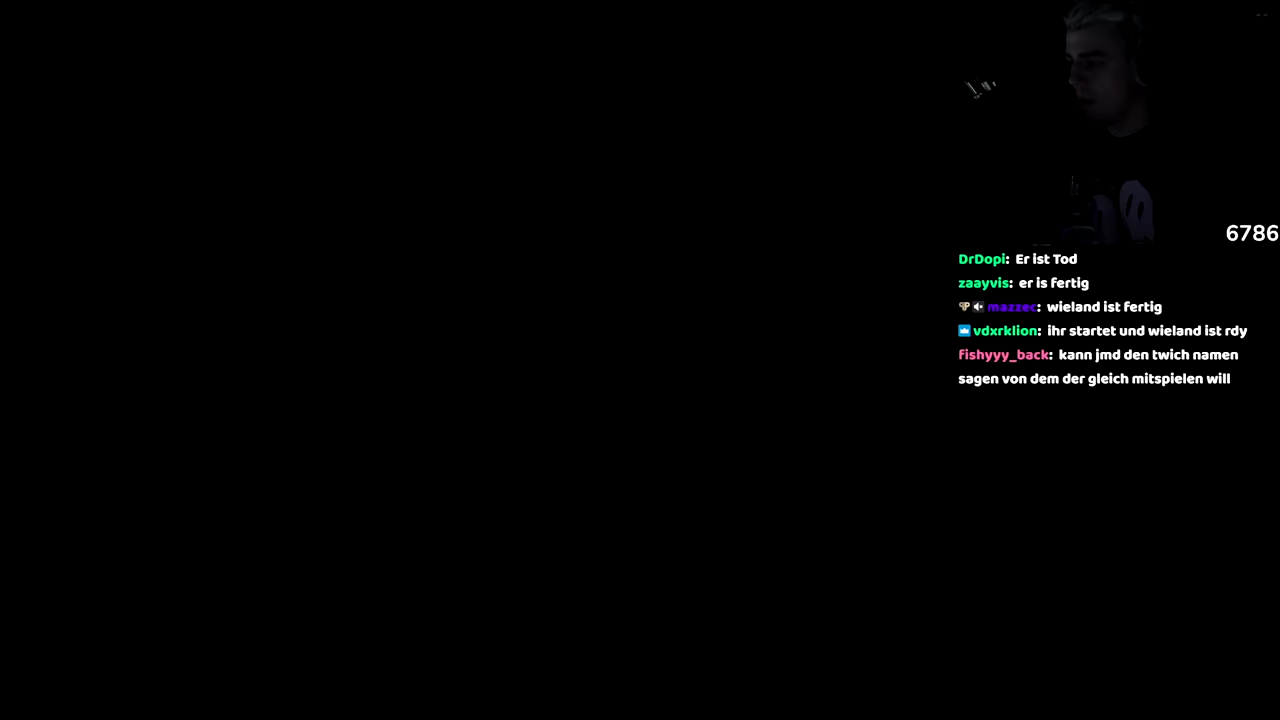 6786
DrDopi: Er ist Tod
zaayvis: er is fertig
mazzec: wieland ist fertig
vdxrklion: ihr startet und wieland ist rdy
fishyyy_back: kann jmd den twich namen
sagen von dem der gleich mitspielen will